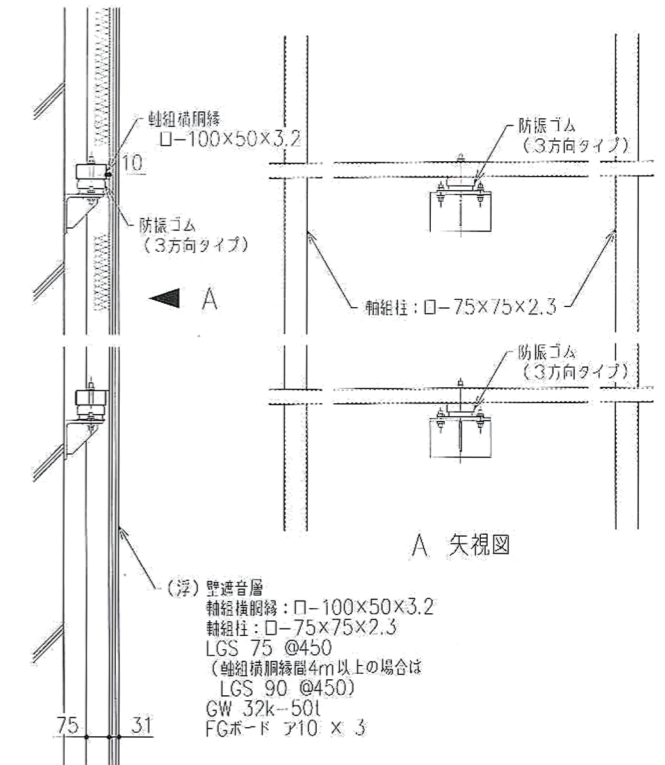 軸組横胴縁
ロ-100×50×3.2
10
防振ゴム
(3方向タイプ)
A
防振ゴム
(3方向タイプ)
軸組柱:ロ-75×75×2.3
防振ゴム
(3方向タイプ)
A 矢視図
(浮)壁遮音層
軸組横胴縁:ロ-100×50×3.2
軸組柱:ロ-75×75×2.3
LGS 75 @450
(軸組横胴縁間4m以上の場合は
LGS 90 @450)
GW 32k-50t
FGボード ア10 × 3
75
31